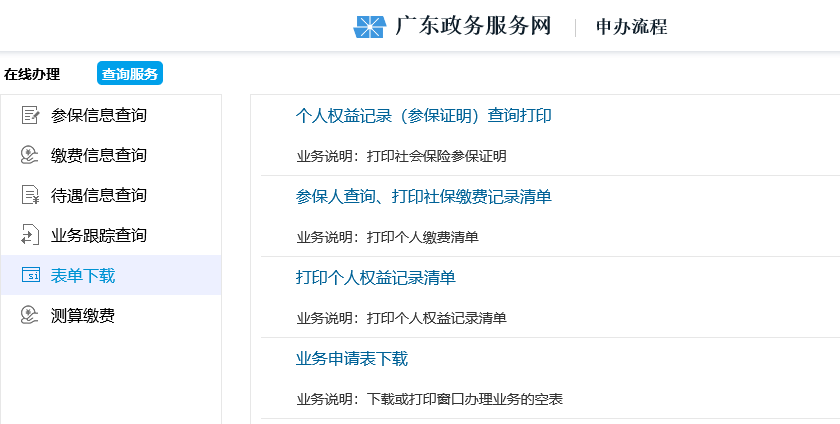 广东政务服务网 申办流程
在线办理 查询服务
参保信息查询
缴费信息查询
待遇信息查询
业务跟踪查询
表单下载
测算缴费
个人权益记录（参保证明）查询打印
业务说明：打印社会保险参保证明
参保人查询、打印社保缴费记录清单
业务说明：打印个人缴费清单
打印个人权益记录清单
业务说明：打印个人权益记录清单
业务申请表下载
业务说明：下载或打印窗口办理业务的空表